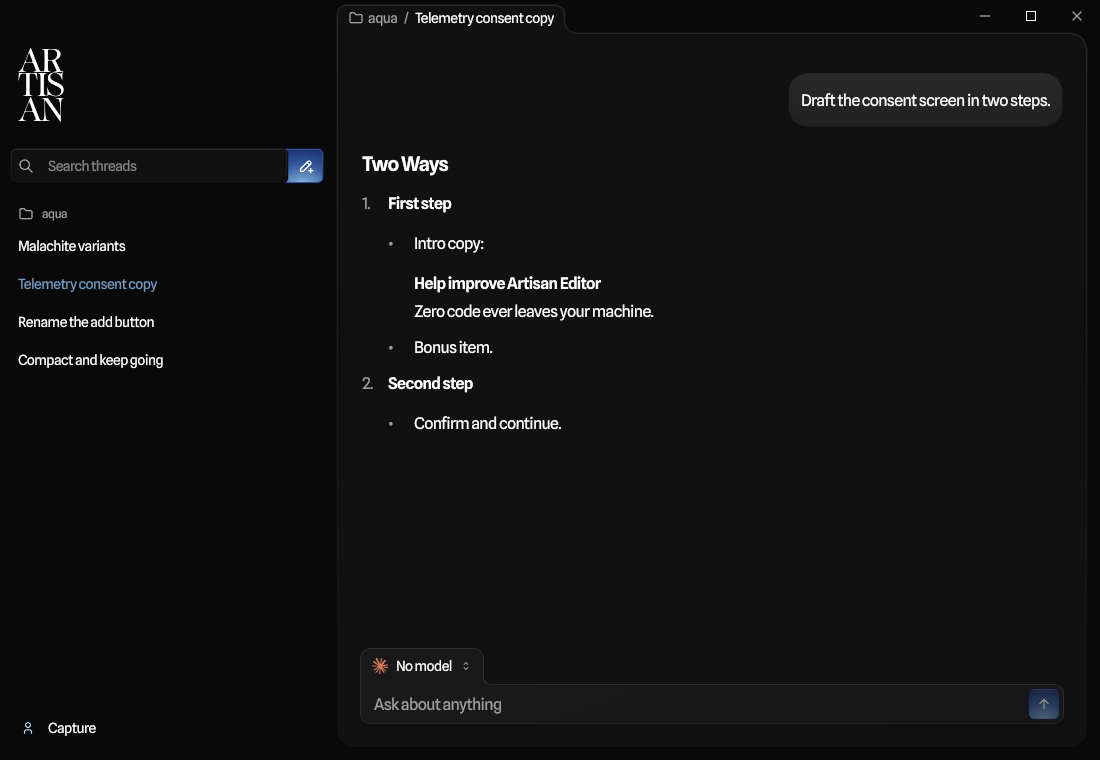 aqua / Telemetry consent copy
AR
TIS
AN
Search threads
aqua
Malachite variants
Telemetry consent copy
Rename the add button
Compact and keep going
Capture
Draft the consent screen in two steps.
Two Ways
1. First step
• Intro copy:
Help improve Artisan Editor
Zero code ever leaves your machine.
• Bonus item.
2. Second step
• Confirm and continue.
No model
Ask about anything